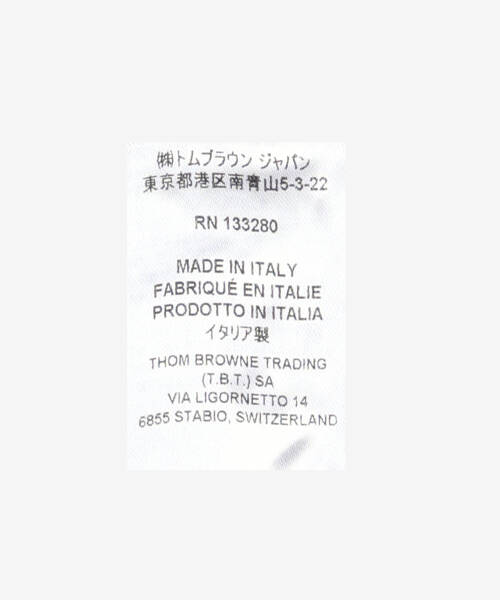 ㈱トムブラウン ジャパン
東京都港区南青山5-3-22
RN 133280
MADE IN ITALY
FABRIQUÉ EN ITALIE
PRODOTTO IN ITALIA
イタリア製
THOM BROWNE TRADING
(T.B.T.) SA
VIA LIGORNETTO 14
6855 STABIO, SWITZERLAND